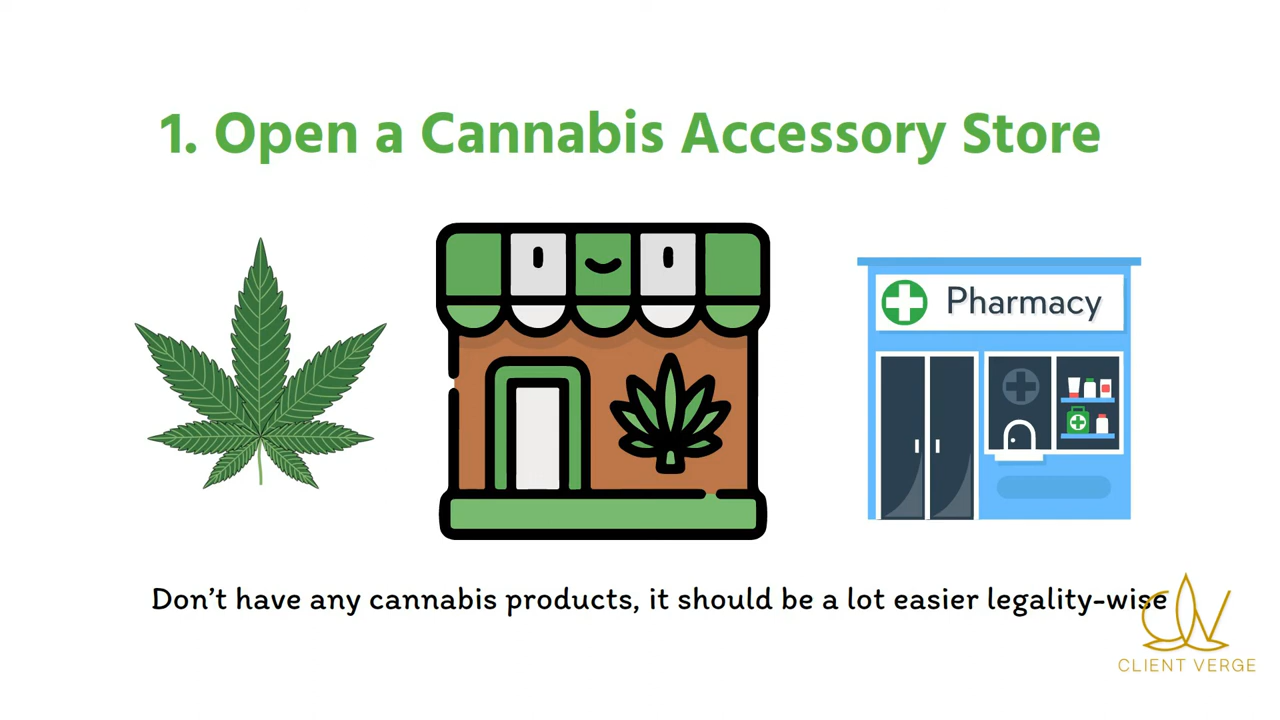 1. Open a Cannabis Accessory Store
Pharmacy
Don't have any cannabis products, it should be a lot easier legality-wise
CLIENT VERGE